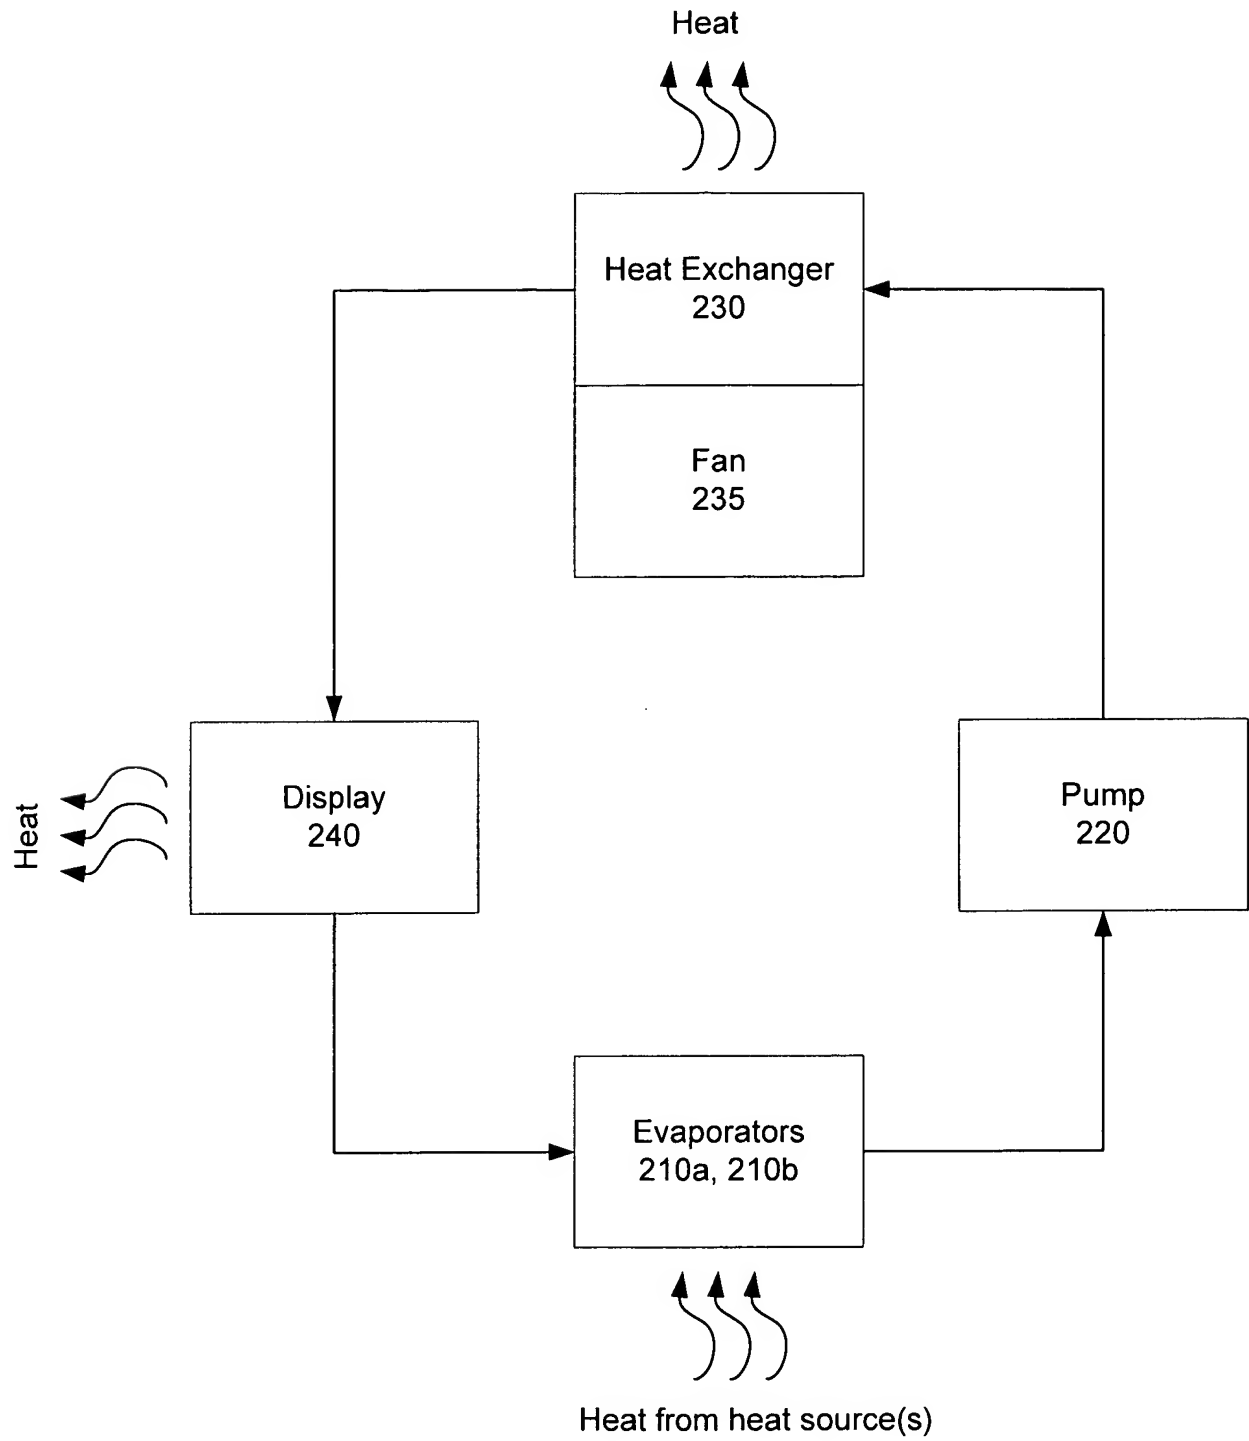 Heat
Heat Exchanger
230
Fan
235
Heat
Display
240
Pump
220
Evaporators
210a, 210b
Heat from heat source(s)